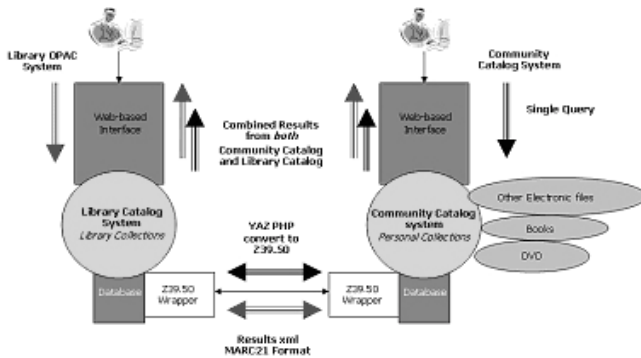 Library OPAC
System
Community
Catalog System
Web-based
Interface
Combined Results
from both
Community Catalog
and Library Catalog
Web-based
Interface
Single Query
Library Catalog
System
Library Collections
Community Catalog
system
Personal Collections
Other Electronic files
Books
DVD
YAZ PHP
convert to
Z39.50
Database
Z39.50
Wrapper
Z39.50
Wrapper
Database
Results xml
MARC21 Format